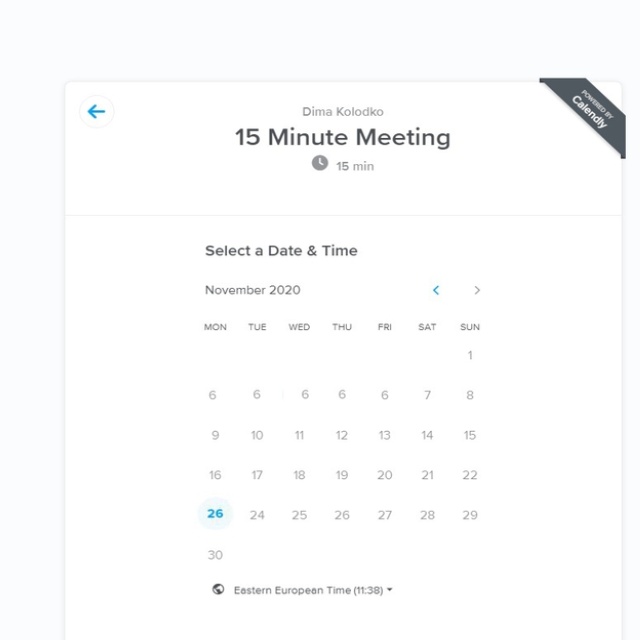 POWERED BY
Calendly
Dima Kolodko
15 Minute Meeting
15 min
Select a Date & Time
November 2020
MON TUE WED THU FRI SAT SUN
1
6 6 6 6 6 7 8
9 10 11 12 13 14 15
16 17 18 19 20 21 22
26 24 25 26 27 28 29
30
Eastern European Time (11:38)